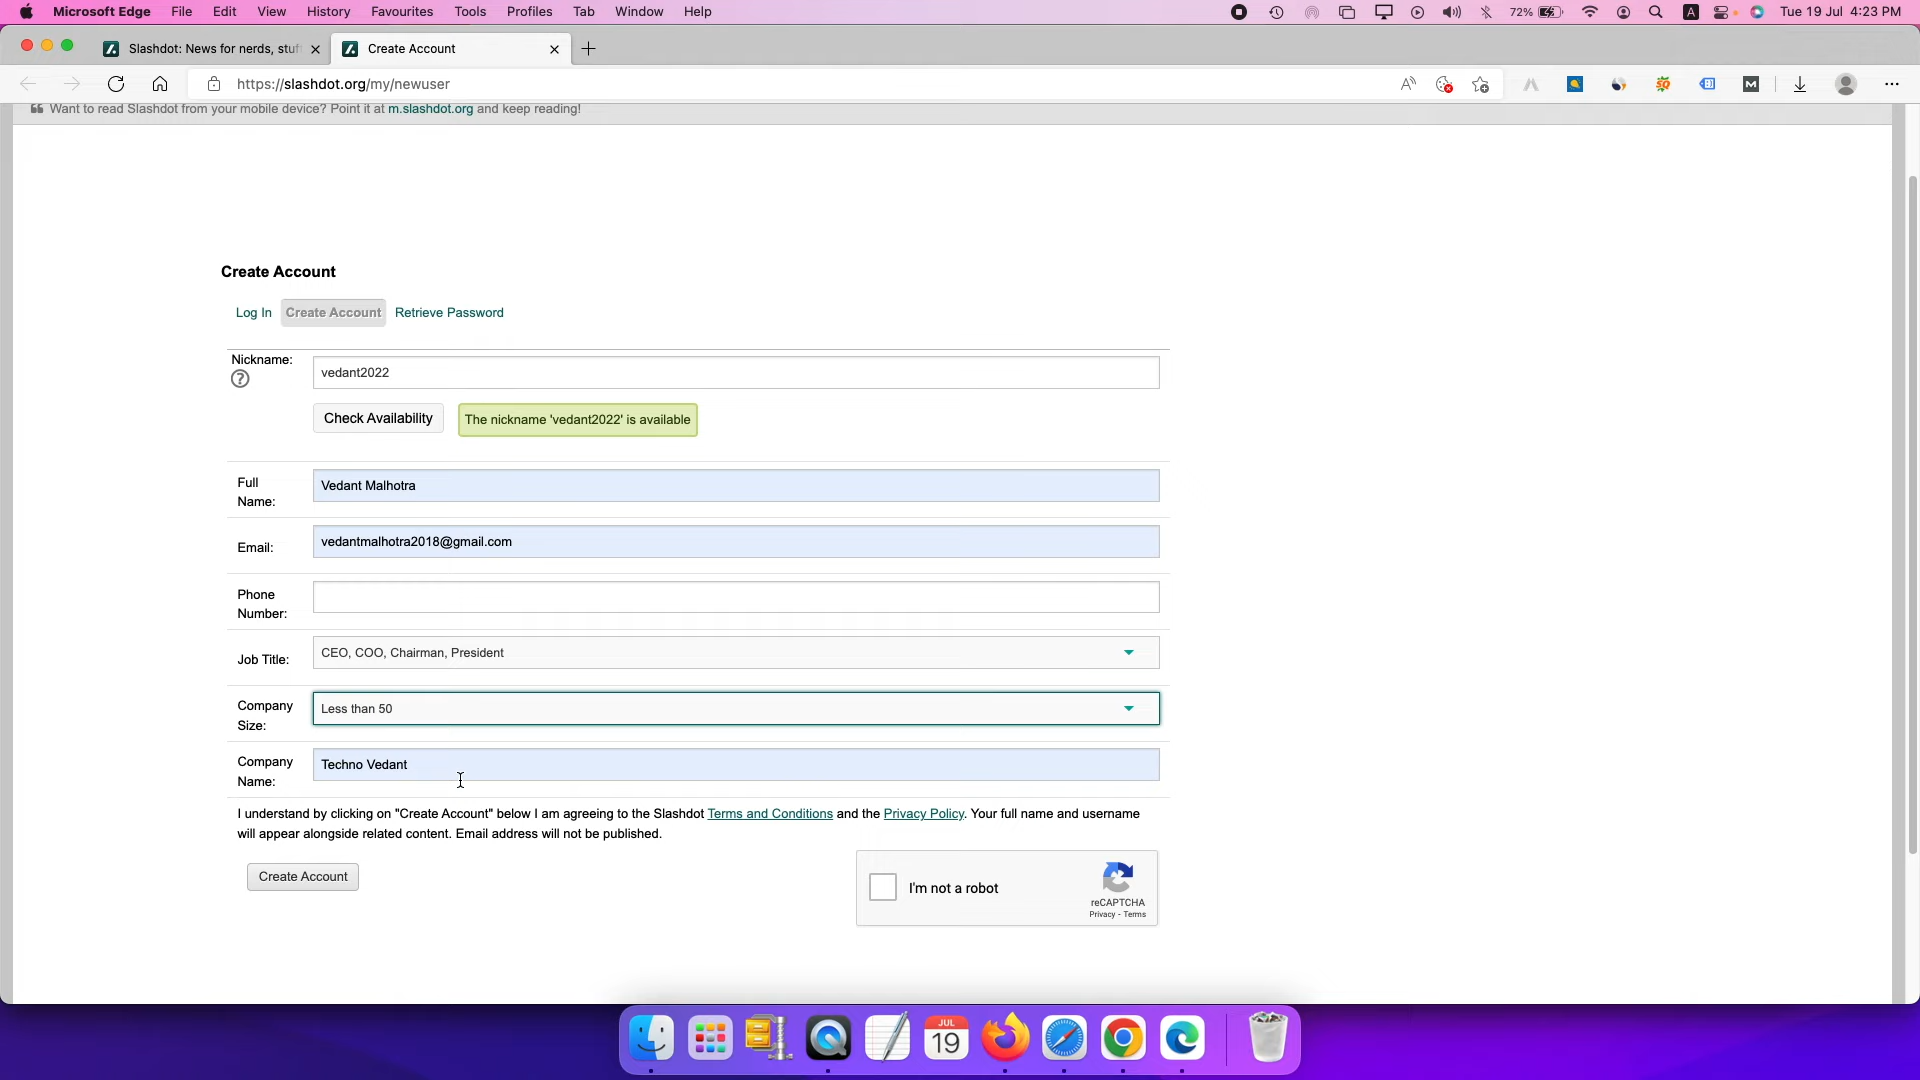 Microsoft Edge File Edit View History Favourites Tools Profiles Tab Window Help 72% A Tue 19 Jul 4:23 PM
Slashdot: News for nerds, stuf Create Account
https://slashdot.org/my/newuser
Want to read Slashdot from your mobile device? Point it at m.slashdot.org and keep reading!
Create Account
Log In Create Account Retrieve Password
Nickname:
?
vedant2022
Check Availability The nickname 'vedant2022' is available
Full Name:
Vedant Malhotra
Email:
vedantmalhotra2018@gmail.com
Phone Number:
Job Title:
CEO, COO, Chairman, President
Company Size:
Less than 50
Company Name:
Techno Vedant
I understand by clicking on "Create Account" below I am agreeing to the Slashdot Terms and Conditions and the Privacy Policy. Your full name and username
will appear alongside related content. Email address will not be published.
Create Account
I'm not a robot
reCAPTCHA
Privacy - Terms
JUL
19